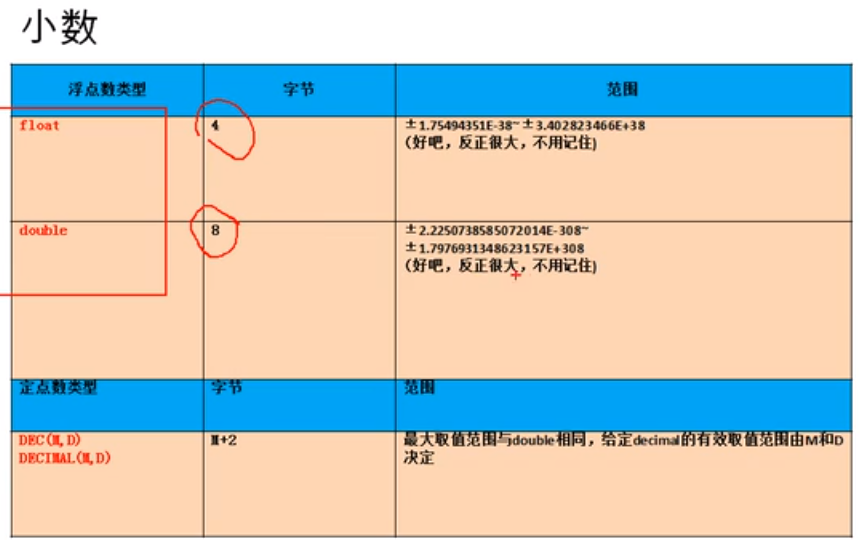 小数
浮点数类型 字节 范围
float 4 ±1.75494351E-38~±3.402823466E+38
(好吧，反正很大，不用记住)
double 8 ±2.2250738585072014E-308~
±1.7976931348623157E+308
(好吧，反正很大，不用记住)
定点数类型 字节 范围
DEC(M,D) M+2 最大取值范围与double相同，给定decimal的有效取值范围由M和D
DECIMAL(M,D) 决定